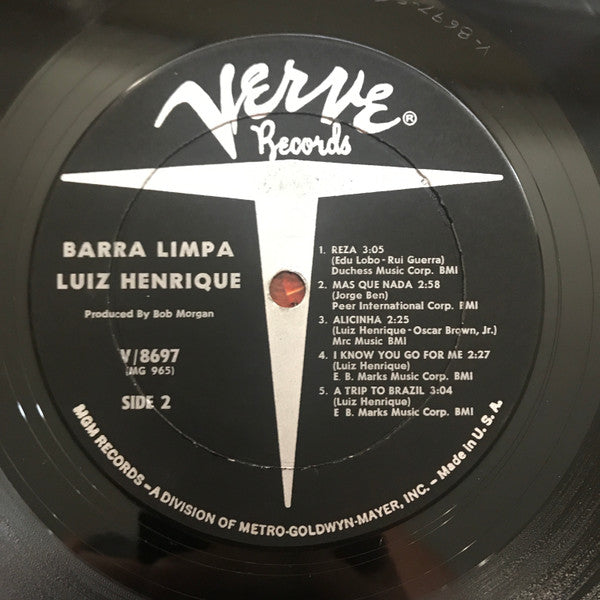 V-8697-
VERVE®
Records
BARRA LIMPA
LUIZ HENRIQUE
Produced By Bob Morgan
V/8697
(MG 965)
SIDE 2
1. REZA 3:05
(Edu Lobo - Rui Guerra)
Duchess Music Corp. BMI
2. MAS QUE NADA 2:58
(Jorge Ben)
Peer International Corp. BMI
3. ALICINHA 2:25
(Luiz Henrique - Oscar Brown, Jr.)
Mrc Music BMI
4. I KNOW YOU GO FOR ME 2:27
(Luiz Henrique)
E. B. Marks Music Corp. BMI
5. A TRIP TO BRAZIL 3:04
(Luiz Henrique)
E B. Marks Music Corp. BMI
MGM RECORDS – A DIVISION OF METRO-GOLDWYN-MAYER, INC. – Made in U. S. A.